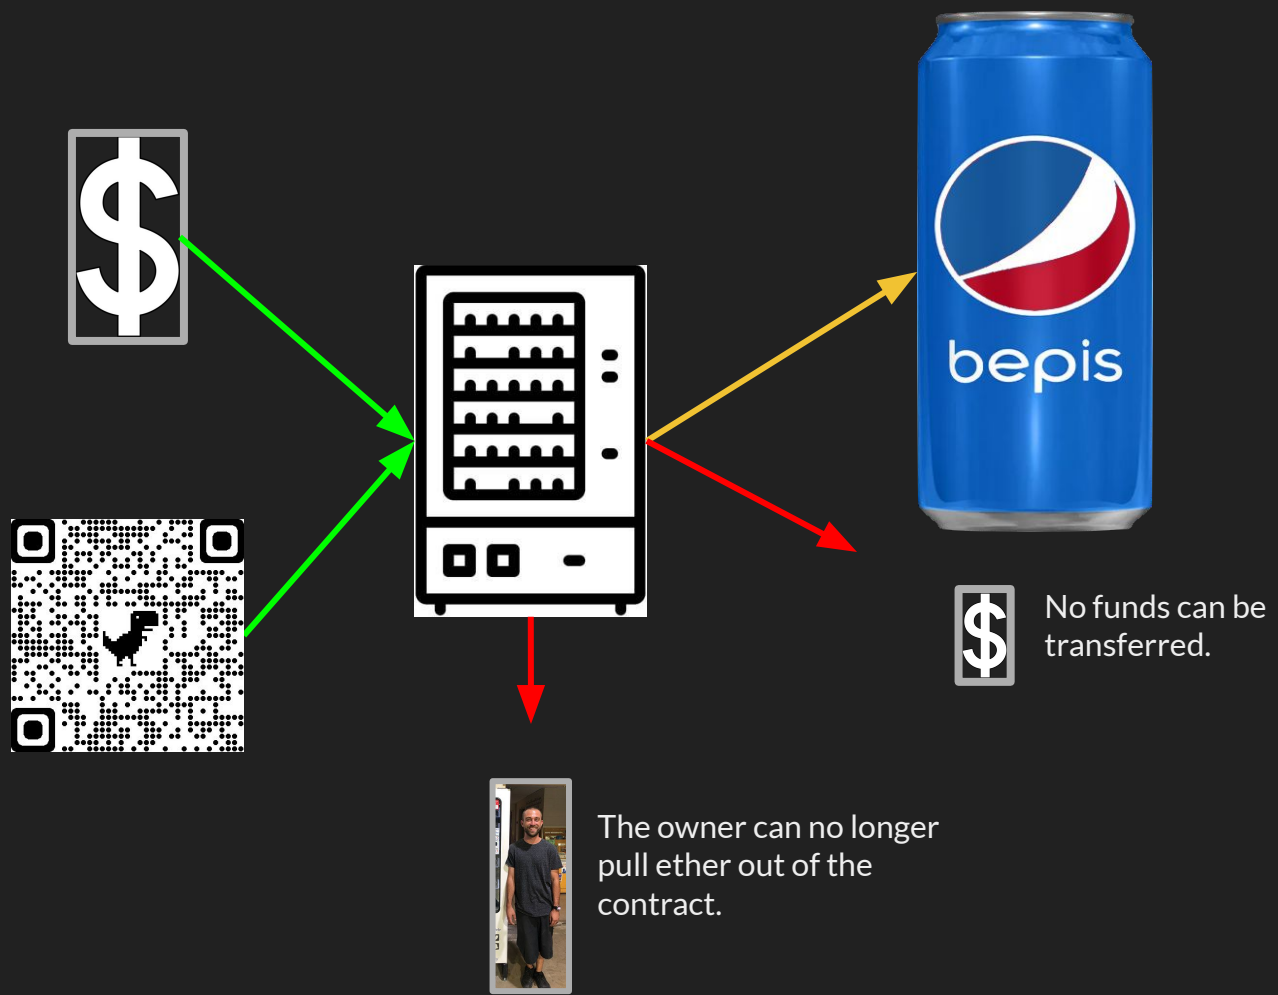 $
bepis
$
No funds can be
transferred.
The owner can no longer
pull ether out of the
contract.